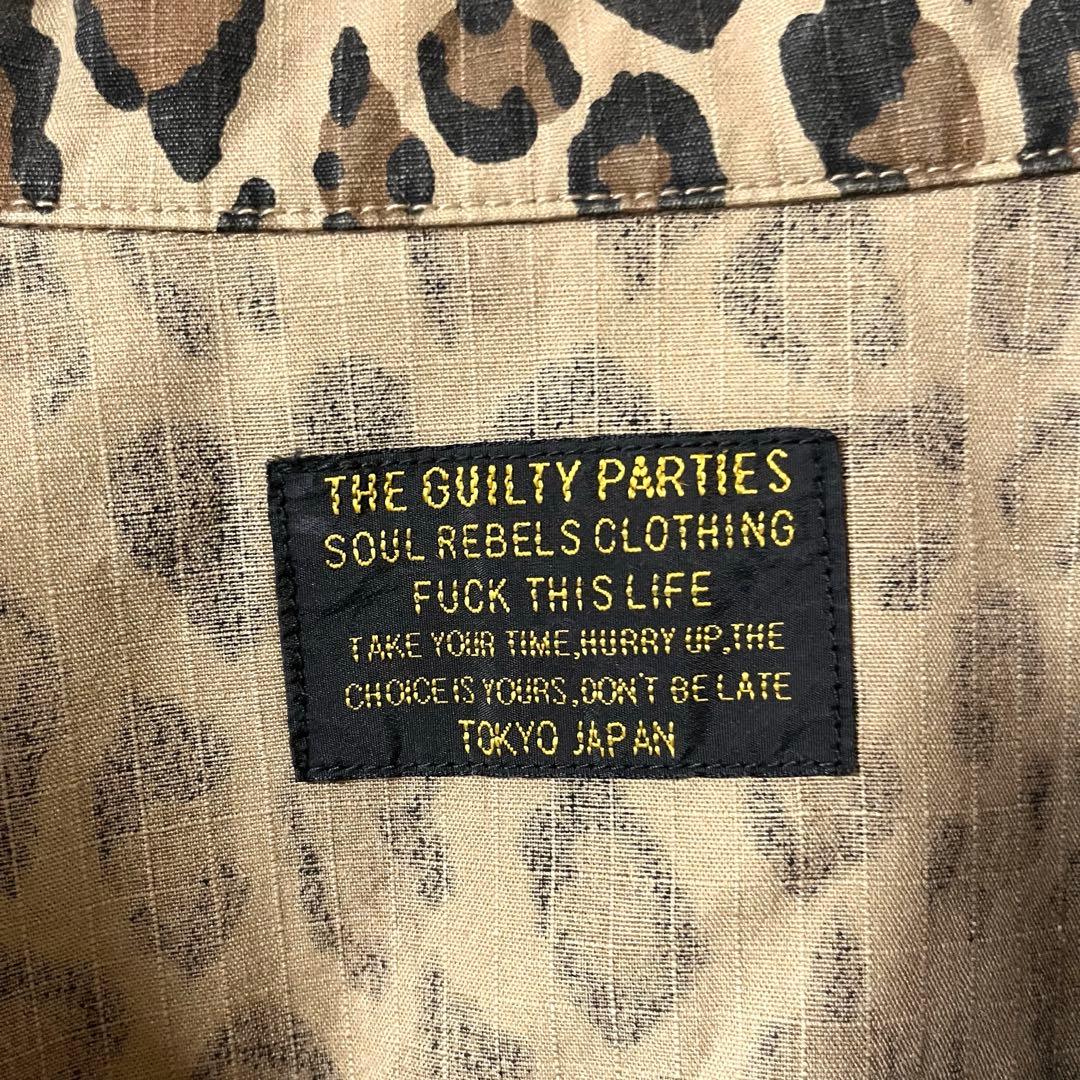 THE GUILTY PARTIES
SOUL REBELS CLOTHING
FUCK THIS LIFE
TAKE YOUR TIME,HURRY UP,THE
CHOICE IS YOURS,DON'T BE LATE
TOKYO JAPAN